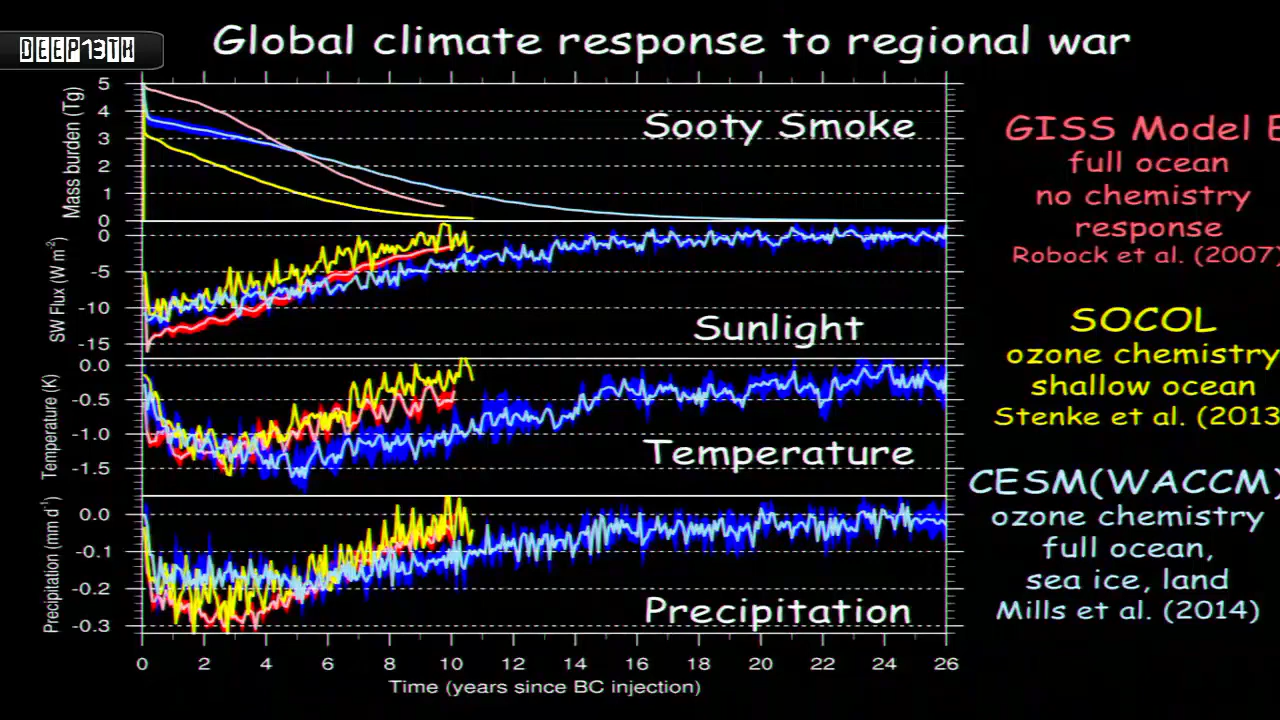 DEEP13TH
Global climate response to regional war
Mass burden (Tg)
5
4
3
2
1
0
Sooty Smoke
SW Flux (W m⁻²)
0
-5
-10
-15
Sunlight
Temperature (K)
0.0
-0.5
-1.0
-1.5
Temperature
Precipitation (mm d⁻¹)
0.0
-0.1
-0.2
-0.3
Precipitation
0 2 4 6 8 10 12 14 16 18 20 22 24 26
Time (years since BC injection)
GISS Model E
full ocean
no chemistry
response
Robock et al. (2007)
SOCOL
ozone chemistry
shallow ocean
Stenke et al. (2013
CESM(WACCM)
ozone chemistry
full ocean,
sea ice, land
Mills et al. (2014)